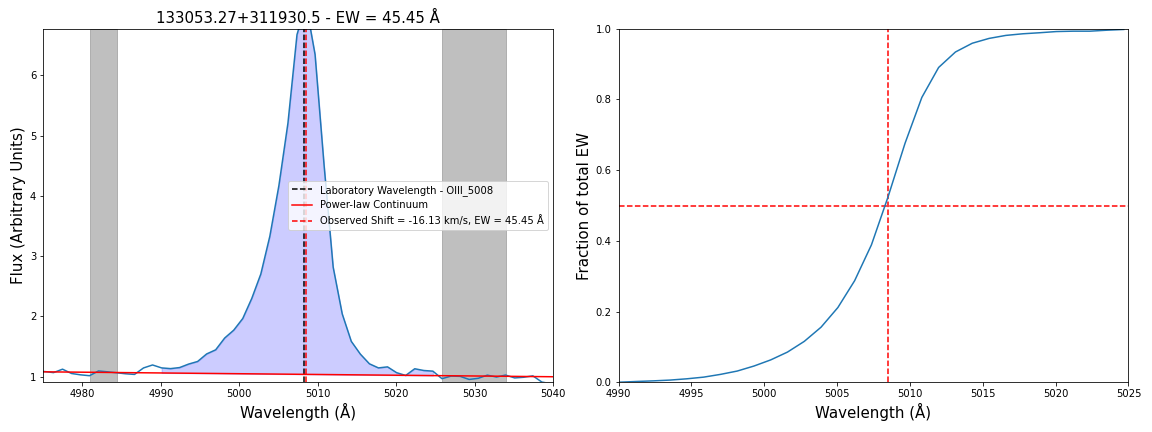 133053.27+311930.5 - EW = 45.45 Å
Flux (Arbitrary Units)
6
5
4
3
2
1
Laboratory Wavelength - OIII_5008
Power-law Continuum
Observed Shift = -16.13 km/s, EW = 45.45 Å
4980 4990 5000 5010 5020 5030 5040
Wavelength (Å)
Fraction of total EW
1.0
0.8
0.6
0.4
0.2
0.0
4990 4995 5000 5005 5010 5015 5020 5025
Wavelength (Å)